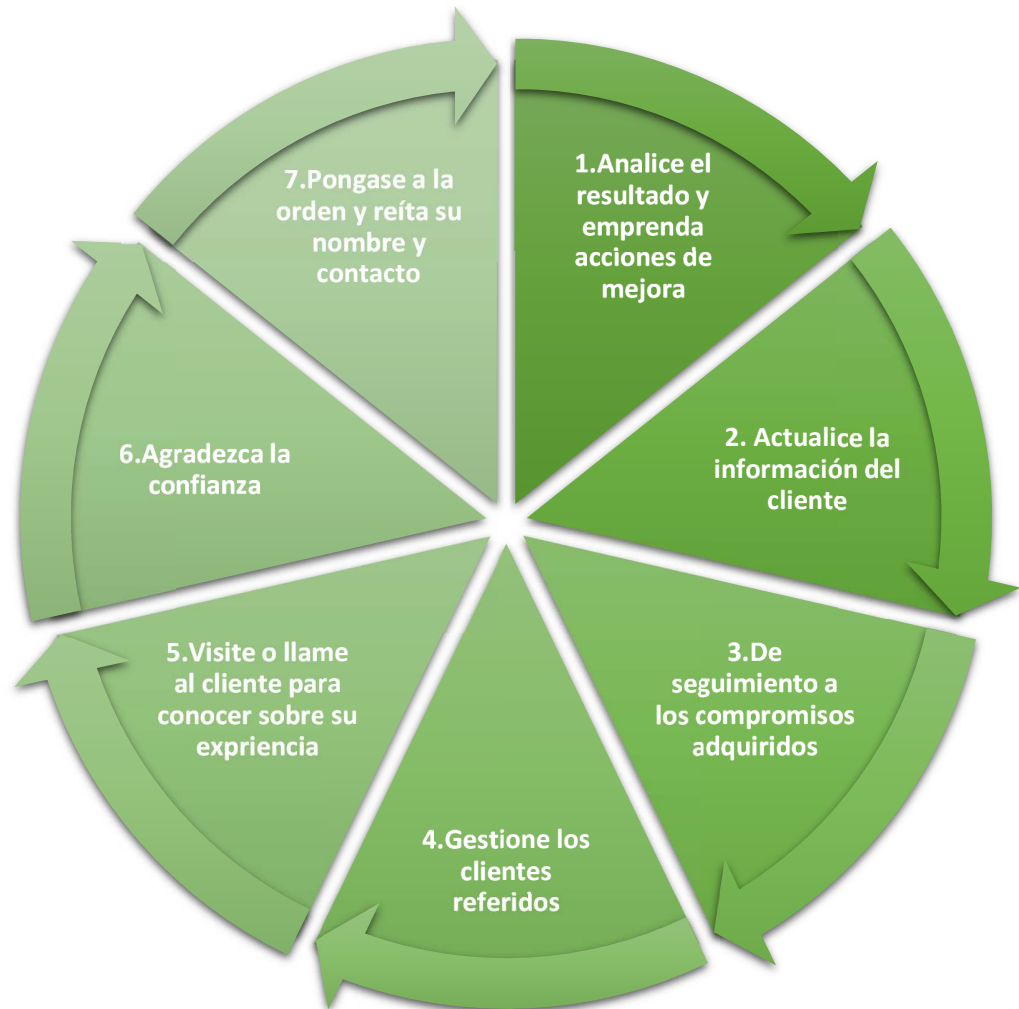 1.Analice el
resultado y
emprenda
acciones de
mejora
2. Actualice la
información del
cliente
3.De
seguimiento a
los compromisos
adquiridos
4.Gestione los
clientes
referidos
5.Visite o llame
al cliente para
conocer sobre su
expriencia
6.Agradezca la
confianza
7.Pongase a la
orden y reíta su
nombre y
contacto